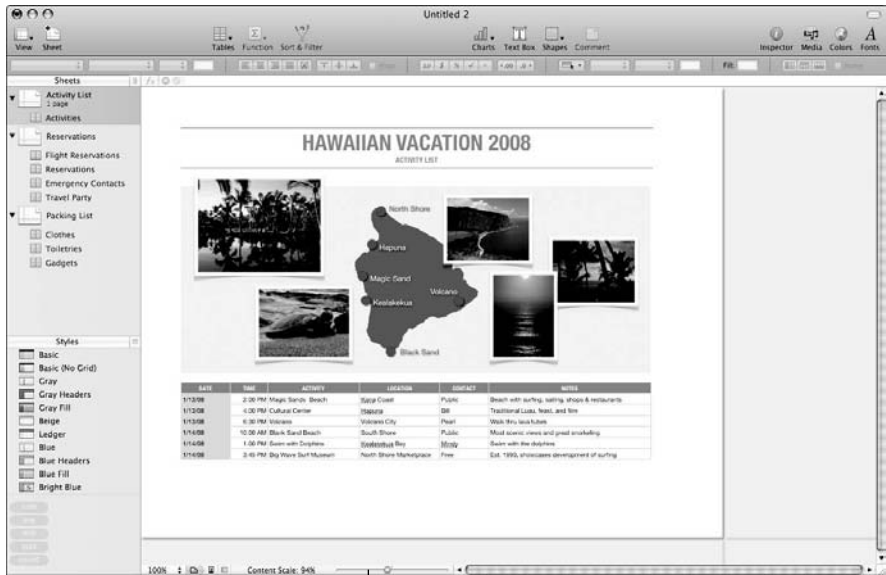 Untitled 2
View Sheet Tables Function Sort & Filter Charts Text Box Shapes Comment Inspector Media Colors Fonts
Fill:
Sheets
Activity List
1 page
Activities
Reservations
Flight Reservations
Reservations
Emergency Contacts
Travel Party
Packing List
Clothes
Toiletries
Gadgets
Styles
Basic
Basic (No Grid)
Gray
Gray Headers
Gray Fill
Beige
Ledger
Blue
Blue Headers
Blue Fill
Bright Blue
HAWAIIAN VACATION 2008
ACTIVITY LIST
North Shore
Hapuna
Magic Sand
Volcano
Kealakekua
Black Sand
DATE TIME ACTIVITY LOCATION CONTACT NOTES
1/12/08 2:00 PM Magic Sands Beach Kona Coast Public Beach with surfing, sailing, shops & restaurants
1/13/08 4:00 PM Cultural Center Hapuna Bill Traditional Luau, feast, and fire
1/13/08 6:30 PM Volcano Volcano City Pearl Walk thru lava tubes
1/14/08 10:00 AM Black Sand Beach South Shore Public Most scenic views and great snorkeling
1/14/08 1:00 PM Swim with Dolphins Kealakekua Bay Mindy Swim with the dolphins
1/14/08 3:45 PM Big Wave Surf Museum North Shore Marketplace Free Est. 1990, showcases development of surfing
100% Content Scale: 94%